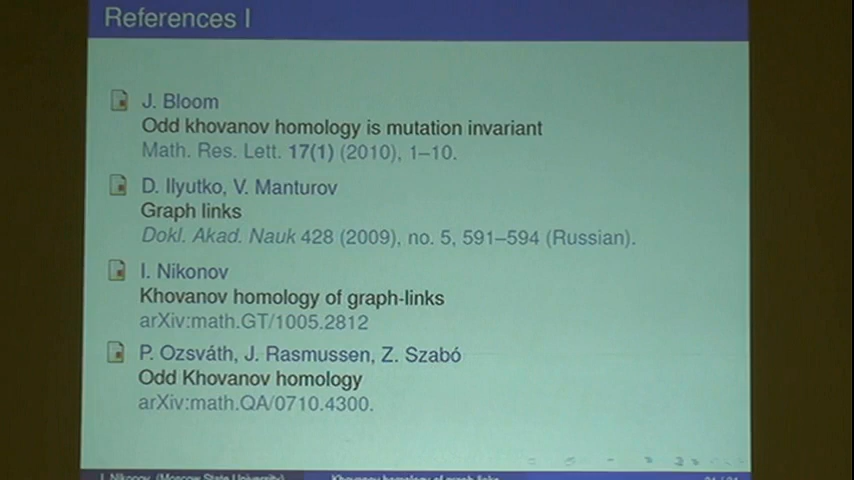 References I
J. Bloom
Odd khovanov homology is mutation invariant
Math. Res. Lett. 17(1) (2010), 1–10.
D. Ilyutko, V. Manturov
Graph links
Dokl. Akad. Nauk 428 (2009), no. 5, 591–594 (Russian).
I. Nikonov
Khovanov homology of graph-links
arXiv:math.GT/1005.2812
P. Ozsváth, J. Rasmussen, Z. Szabó
Odd Khovanov homology
arXiv:math.QA/0710.4300.
I. Nikonov (Moscow State University)
Khovanov homology of graph-links